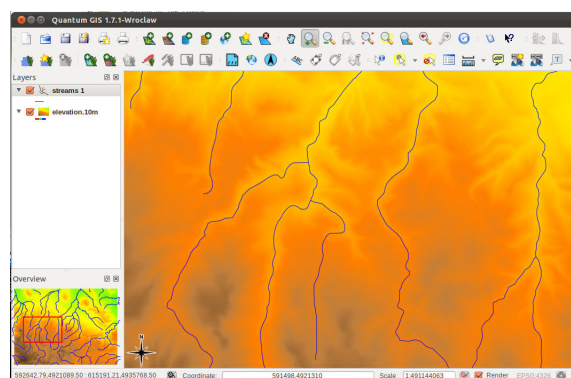 Quantum GIS 1.7.1-Wroclaw
Layers
streams 1
elevation.10m
Overview
N
592642.79,4921089.50 : 615191.21,4935768.50 Coordinate: 591498,4921310 Scale 1:491144063 Render EPSG:4326